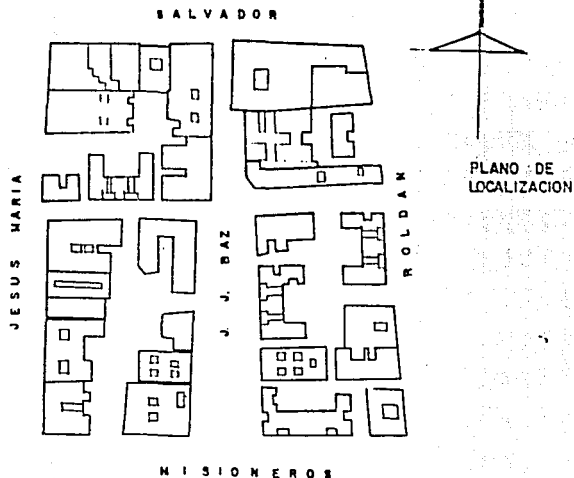 SALVADOR
PLANO DE
LOCALIZACION
JESUS MARIA
J. J. BAZ
ROLDAN
MISIONEROS